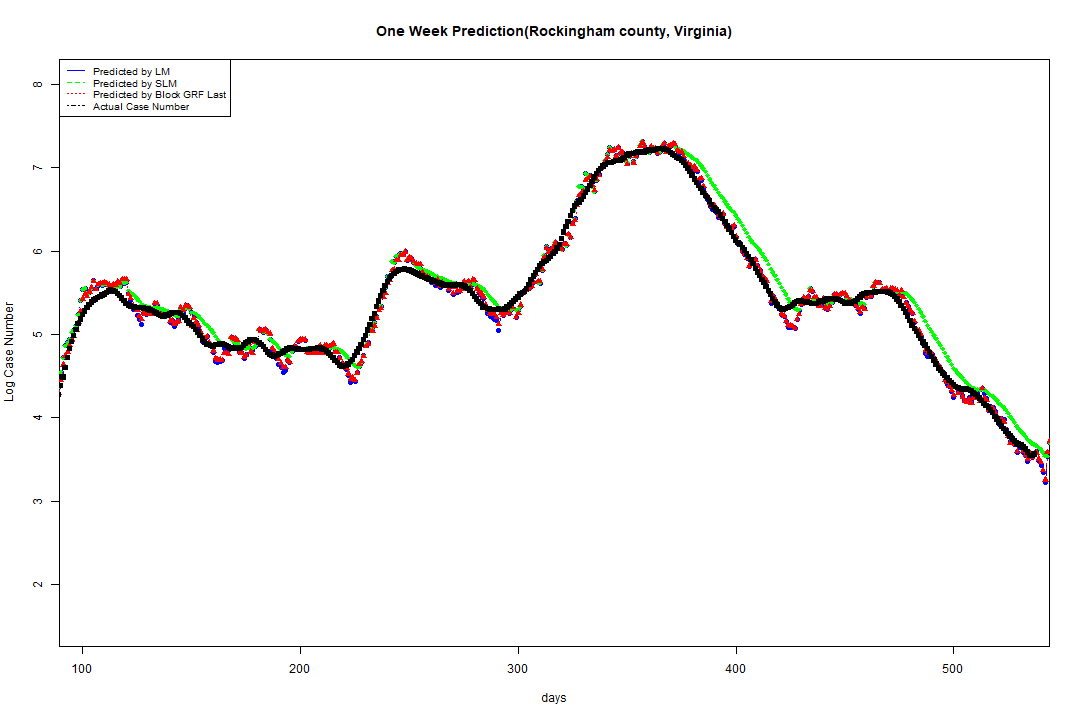 One Week Prediction(Rockingham county, Virginia)
Predicted by LM
Predicted by SLM
Predicted by Block GRF Last
Actual Case Number
8
7
6
5
4
3
2
Log Case Number
100 200 300 400 500
days